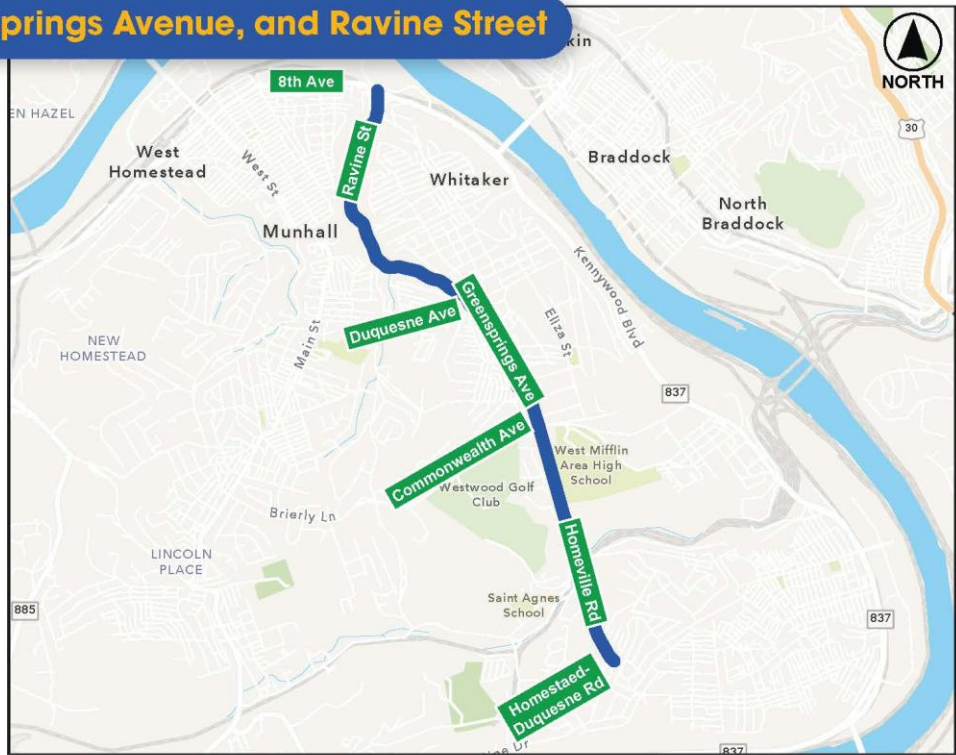 prings Avenue, and Ravine Street
kin
NORTH
8th Ave
EN HAZEL
30
West
Homestead
West St
Ravine St
Whitaker
Braddock
North
Braddock
Munhall
Kennywood Blvd
Greensprings Ave
Duquesne Ave
Eliza St
NEW
HOMESTEAD
Main St
837
Commonwealth Ave
West Mifflin
Area High
School
Westwood Golf
Club
Brierly Ln
Homeville Rd
LINCOLN
PLACE
Saint Agnes
School
885
837
Homestaed-
Duquesne Rd
Dr
837